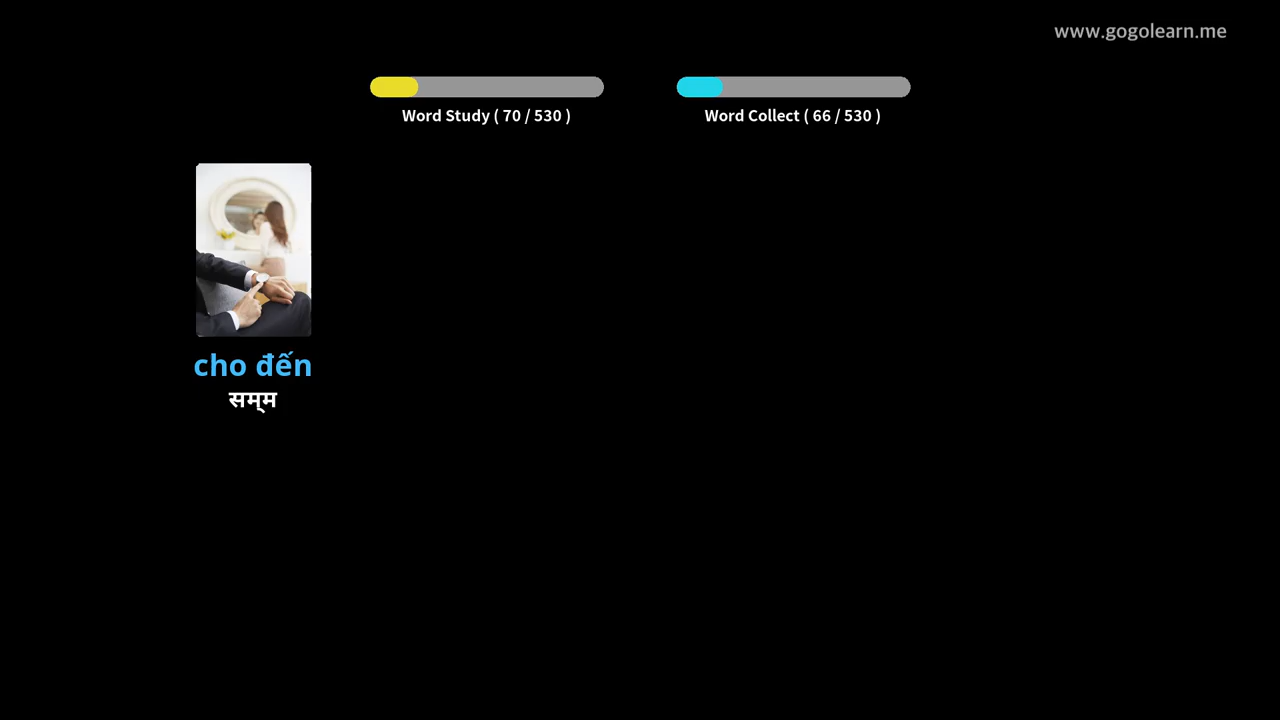 www.gogolearn.me
Word Study ( 70 / 530 )
Word Collect ( 66 / 530 )
cho đến
सम्म